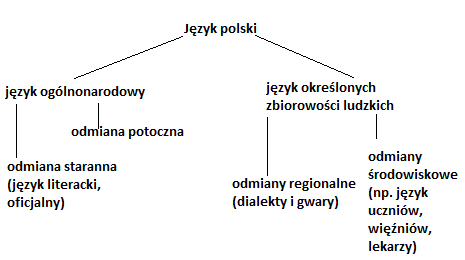 Język polski
język ogólnonarodowy
odmiana potoczna
odmiana staranna
(język literacki,
oficjalny)
język określonych
zbiorowości ludzkich
odmiany regionalne
(dialekty i gwary)
odmiany
środowiskowe
(np. język
uczniów,
więźniów,
lekarzy)